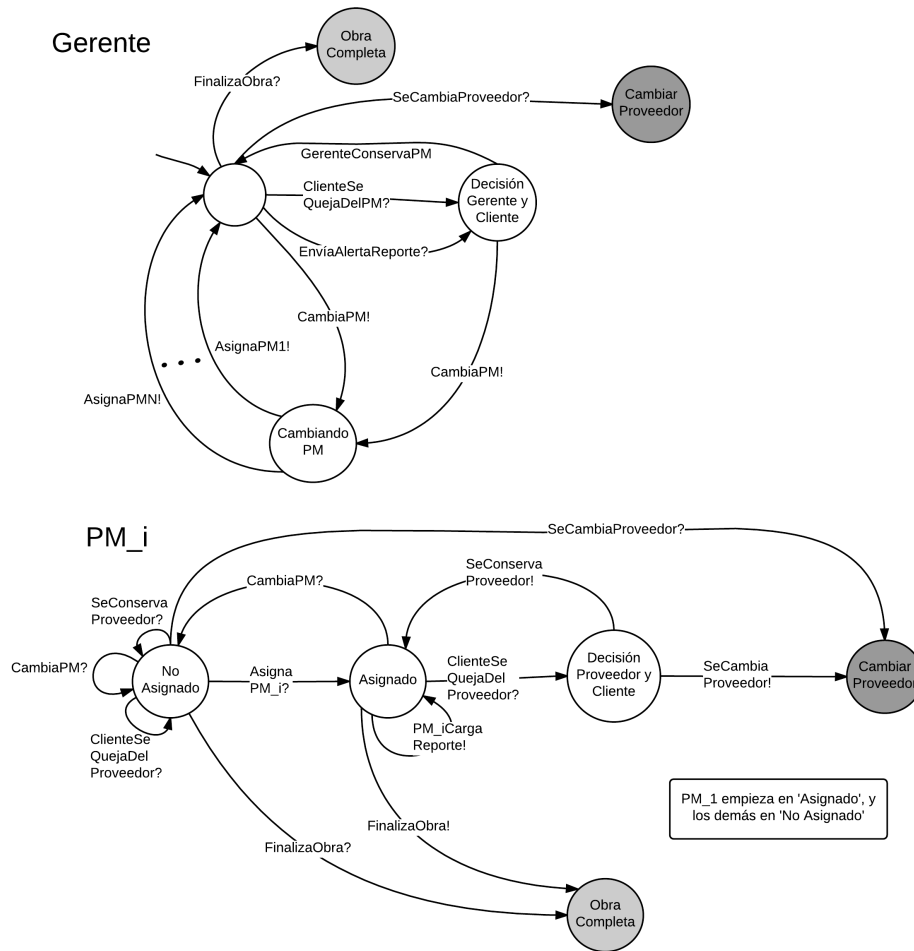 Gerente
Obra
Completa
FinalizaObra?
SeCambiaProveedor?
Cambiar
Proveedor
GerenteConservaPM
ClienteSe
QuejaDelPM?
Decisión
Gerente y
Cliente
EnvíaAlertaReporte?
CambiaPM!
AsignaPM1!
CambiaPM!
AsignaPMN!
Cambiando
PM
PM_i
SeCambiaProveedor?
SeConserva
Proveedor!
CambiaPM?
SeConserva
Proveedor?
CambiaPM?
No
Asignado
Asigna
PM_i?
Asignado
ClienteSe
QuejaDel
Proveedor?
Decisión
Proveedor y
Cliente
SeCambia
Proveedor!
Cambiar
Proveedor
PM_iCarga
Reporte!
ClienteSe
QuejaDel
Proveedor?
PM_1 empieza en 'Asignado', y
los demás en 'No Asignado'
FinalizaObra!
FinalizaObra?
Obra
Completa